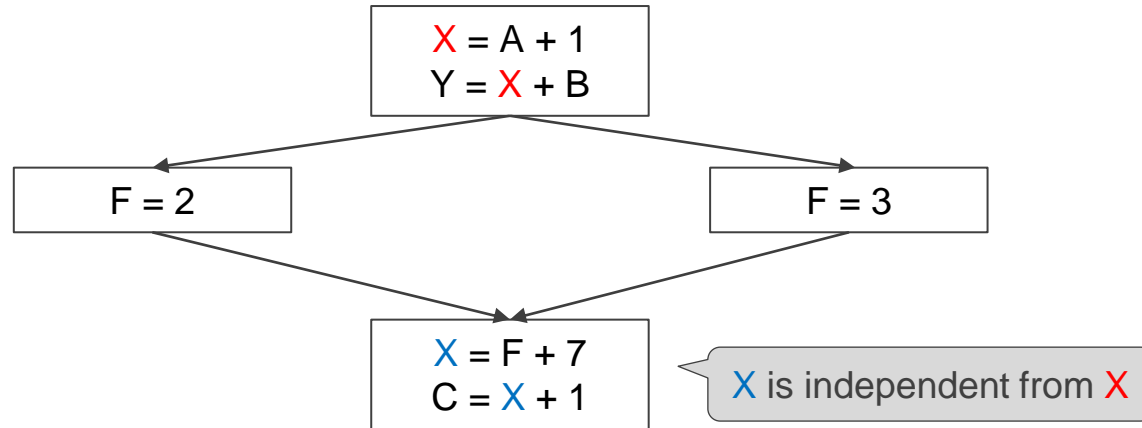 X = A + 1
Y = X + B
F = 2
F = 3
X = F + 7
C = X + 1
X is independent from X